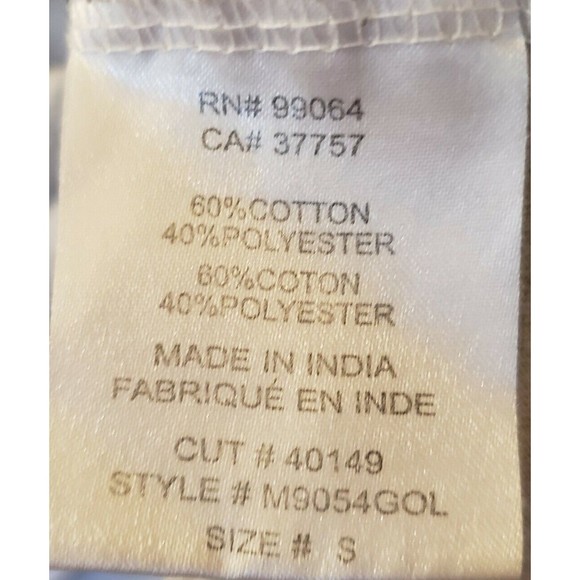 RN# 99064
CA# 37757
60%COTTON
40%POLYESTER
60%COTON
40%POLYESTER
MADE IN INDIA
FABRIQUÉ EN INDE
CUT # 40149
STYLE # M9054GOL
SIZE # S